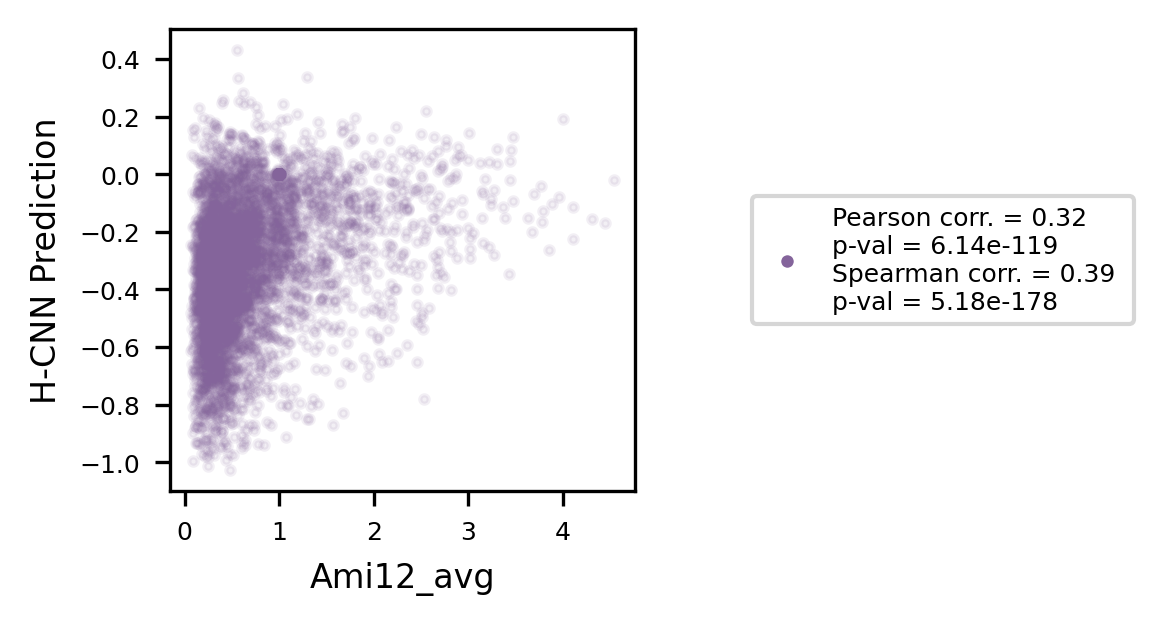 0.4
0.2
0.0
−0.2
−0.4
−0.6
−0.8
−1.0
H-CNN Prediction
0 1 2 3 4
Ami12_avg
Pearson corr. = 0.32
p-val = 6.14e-119
Spearman corr. = 0.39
p-val = 5.18e-178